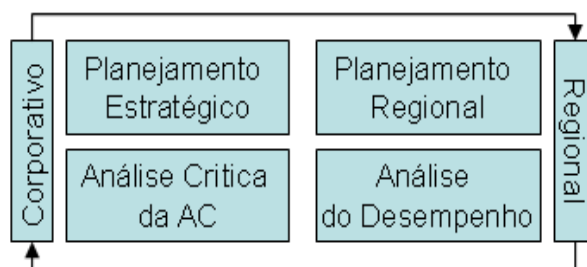 Corporativo
Planejamento
Estratégico
Planejamento
Regional
Análise Critica
da AC
Análise
do Desempenho
Regional